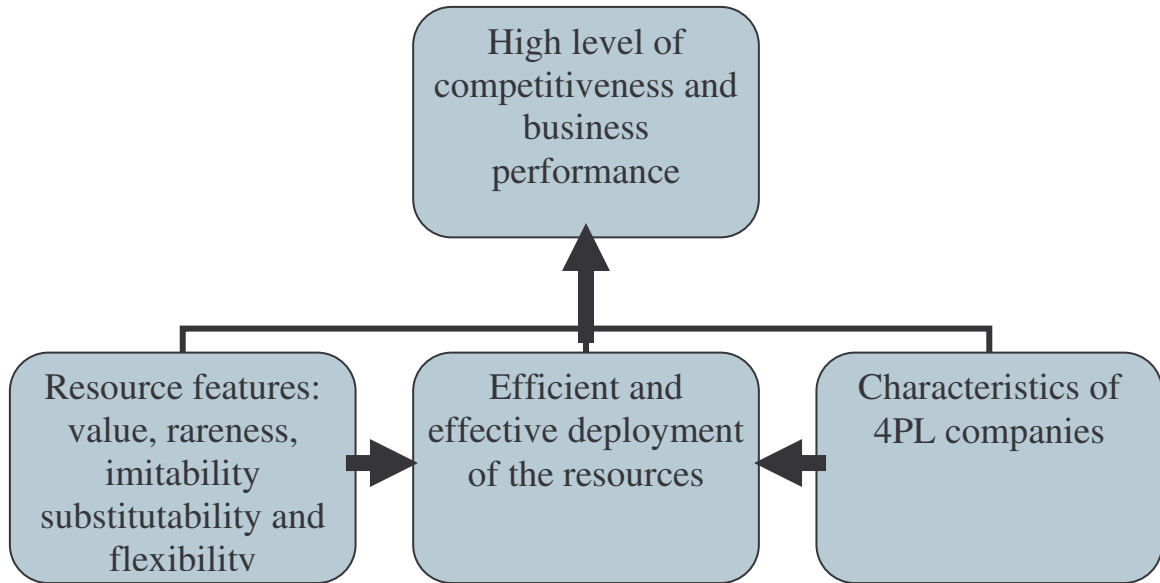 High level of
competitiveness and
business
performance
Resource features:
value, rareness,
imitability
substitutability and
flexibility
Efficient and
effective deployment
of the resources
Characteristics of
4PL companies